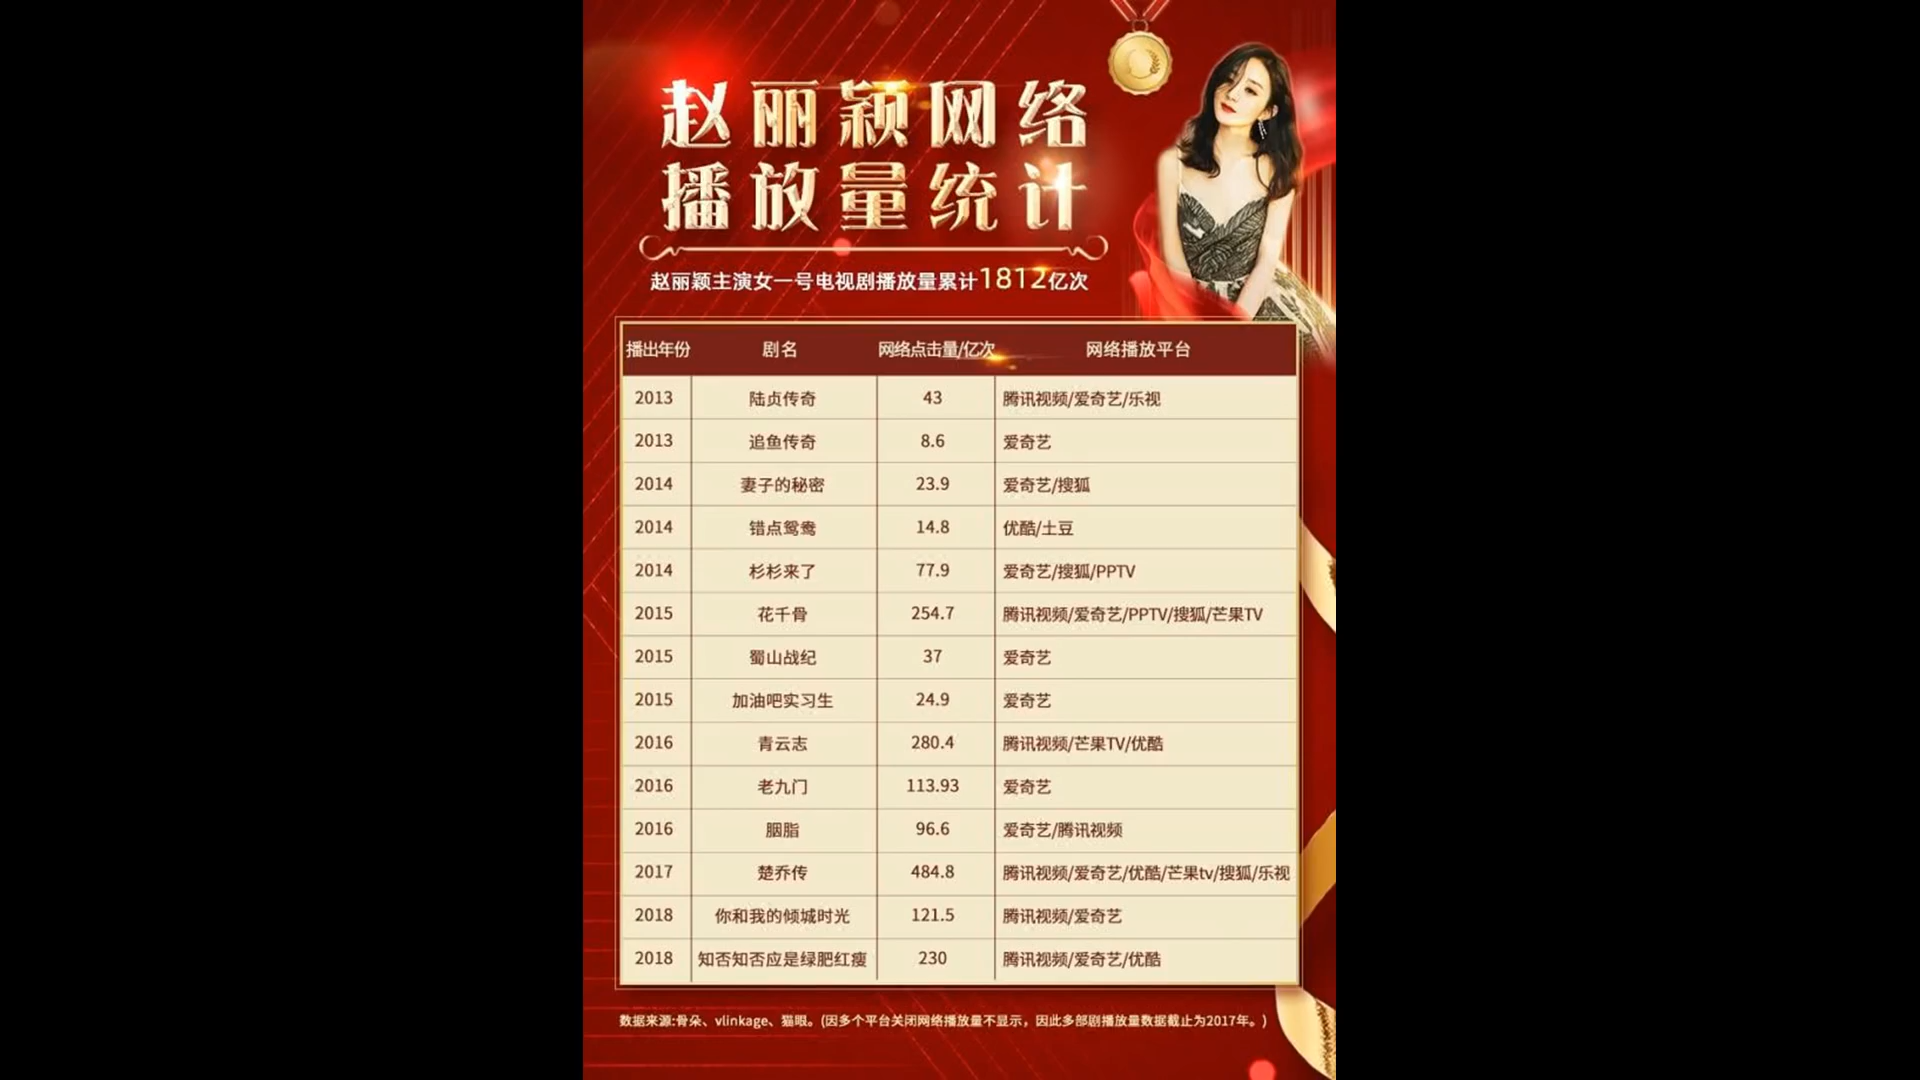 赵丽颖网络
播放量统计
赵丽颖主演女一号电视剧播放量累计1812亿次
播出年份 剧名 网络点击量/亿次 网络播放平台
2013 陆贞传奇 43 腾讯视频/爱奇艺/乐视
2013 追鱼传奇 8.6 爱奇艺
2014 妻子的秘密 23.9 爱奇艺/搜狐
2014 错点鸳鸯 14.8 优酷/土豆
2014 杉杉来了 77.9 爱奇艺/搜狐/PPTV
2015 花千骨 254.7 腾讯视频/爱奇艺/PPTV/搜狐/芒果TV
2015 蜀山战纪 37 爱奇艺
2015 加油吧实习生 24.9 爱奇艺
2016 青云志 280.4 腾讯视频/芒果TV/优酷
2016 老九门 113.93 爱奇艺
2016 胭脂 96.6 爱奇艺/腾讯视频
2017 楚乔传 484.8 腾讯视频/爱奇艺/优酷/芒果tv/搜狐/乐视
2018 你和我的倾城时光 121.5 腾讯视频/爱奇艺
2018 知否知否应是绿肥红瘦 230 腾讯视频/爱奇艺/优酷
数据来源:骨朵、vlinkage、猫眼。(因多个平台关闭网络播放量不显示，因此多部剧播放量数据截止为2017年。)